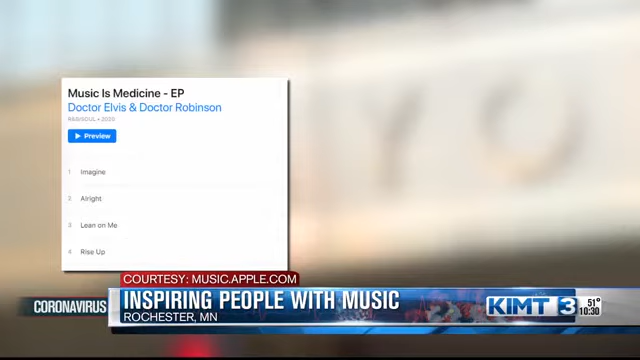 Music Is Medicine - EP
Doctor Elvis & Doctor Robinson
R&B/SOUL • 2020
Preview
1 Imagine
2 Alright
3 Lean on Me
4 Rise Up
COURTESY: MUSIC.APPLE.COM
CORONAVIRUS
INSPIRING PEOPLE WITH MUSIC
ROCHESTER, MN
KIMT 3
51°
10:30